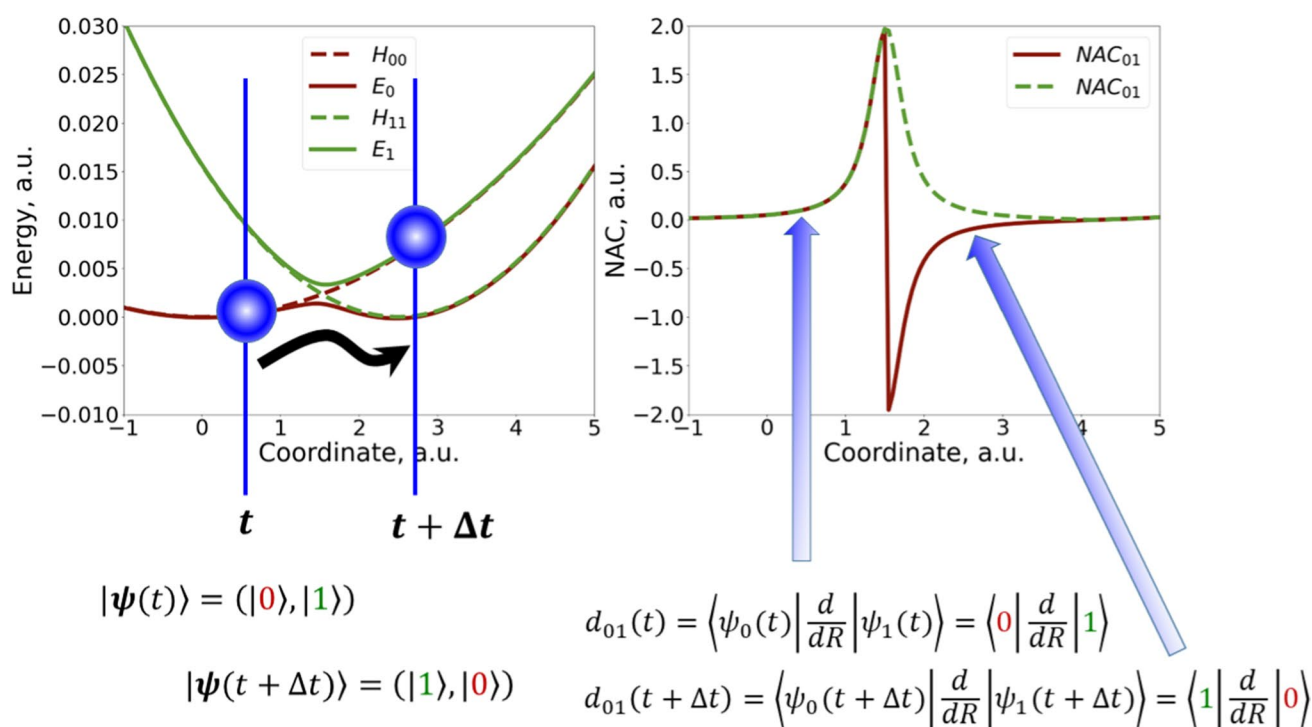 0.030
0.025
0.020
0.015
0.010
0.005
0.000
−0.005
−0.010
Energy, a.u.
H₀₀
E₀
H₁₁
E₁
−1 0 1 2 3 4 5
Coordinate, a.u.
t
t + Δt
2.0
1.5
1.0
0.5
0.0
−0.5
−1.0
−1.5
−2.0
NAC, a.u.
NAC₀₁
NAC₀₁
−1 0 1 2 3 4 5
Coordinate, a.u.
|ψ(t)⟩ = (|0⟩,|1⟩)
|ψ(t + Δt)⟩ = (|1⟩,|0⟩)
d₀₁(t) = ⟨ψ₀(t)|d/dR|ψ₁(t)⟩ = ⟨0|d/dR|1⟩
d₀₁(t + Δt) = ⟨ψ₀(t + Δt)|d/dR|ψ₁(t + Δt)⟩ = ⟨1|d/dR|0⟩